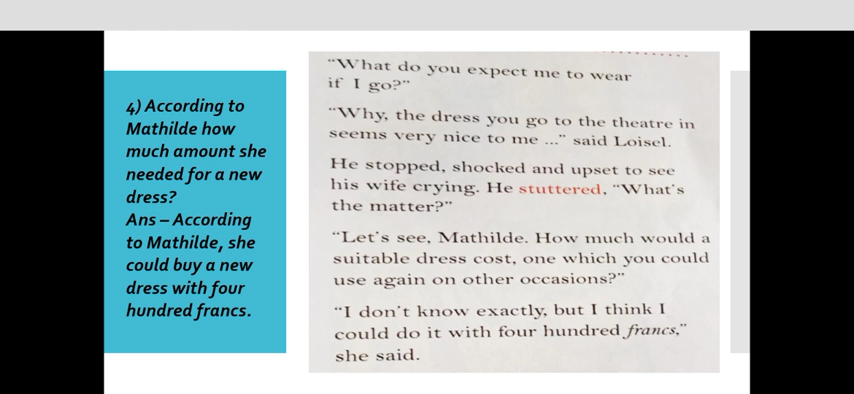 4) According to
Mathilde how
much amount she
needed for a new
dress?
Ans – According
to Mathilde, she
could buy a new
dress with four
hundred francs.
“What do you expect me to wear
if I go?”
“Why, the dress you go to the theatre in
seems very nice to me ...” said Loisel.
He stopped, shocked and upset to see
his wife crying. He stuttered, “What’s
the matter?”
“Let’s see, Mathilde. How much would a
suitable dress cost, one which you could
use again on other occasions?”
“I don’t know exactly, but I think I
could do it with four hundred francs,”
she said.